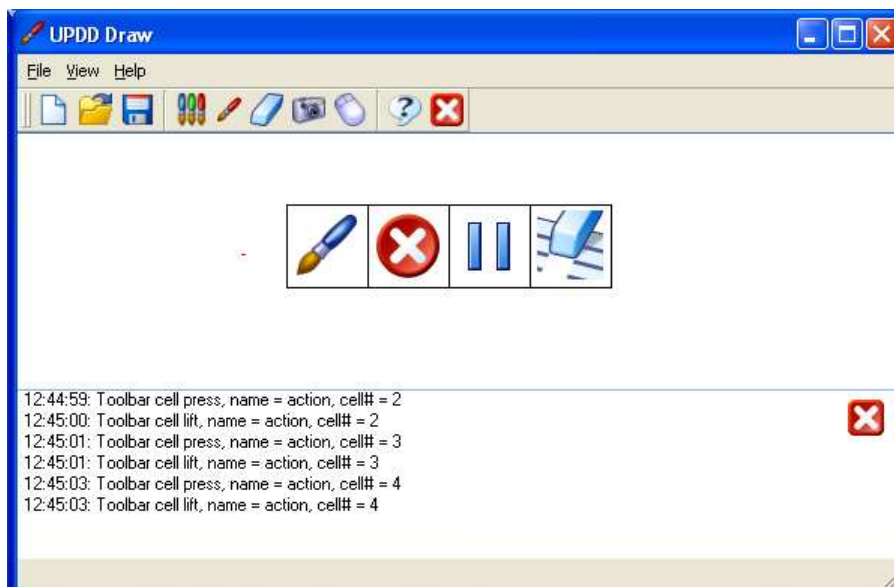 UPDD Draw
File View Help
12:44:59: Toolbar cell press, name = action, cell# = 2
12:45:00: Toolbar cell lift, name = action, cell# = 2
12:45:01: Toolbar cell press, name = action, cell# = 3
12:45:01: Toolbar cell lift, name = action, cell# = 3
12:45:03: Toolbar cell press, name = action, cell# = 4
12:45:03: Toolbar cell lift, name = action, cell# = 4